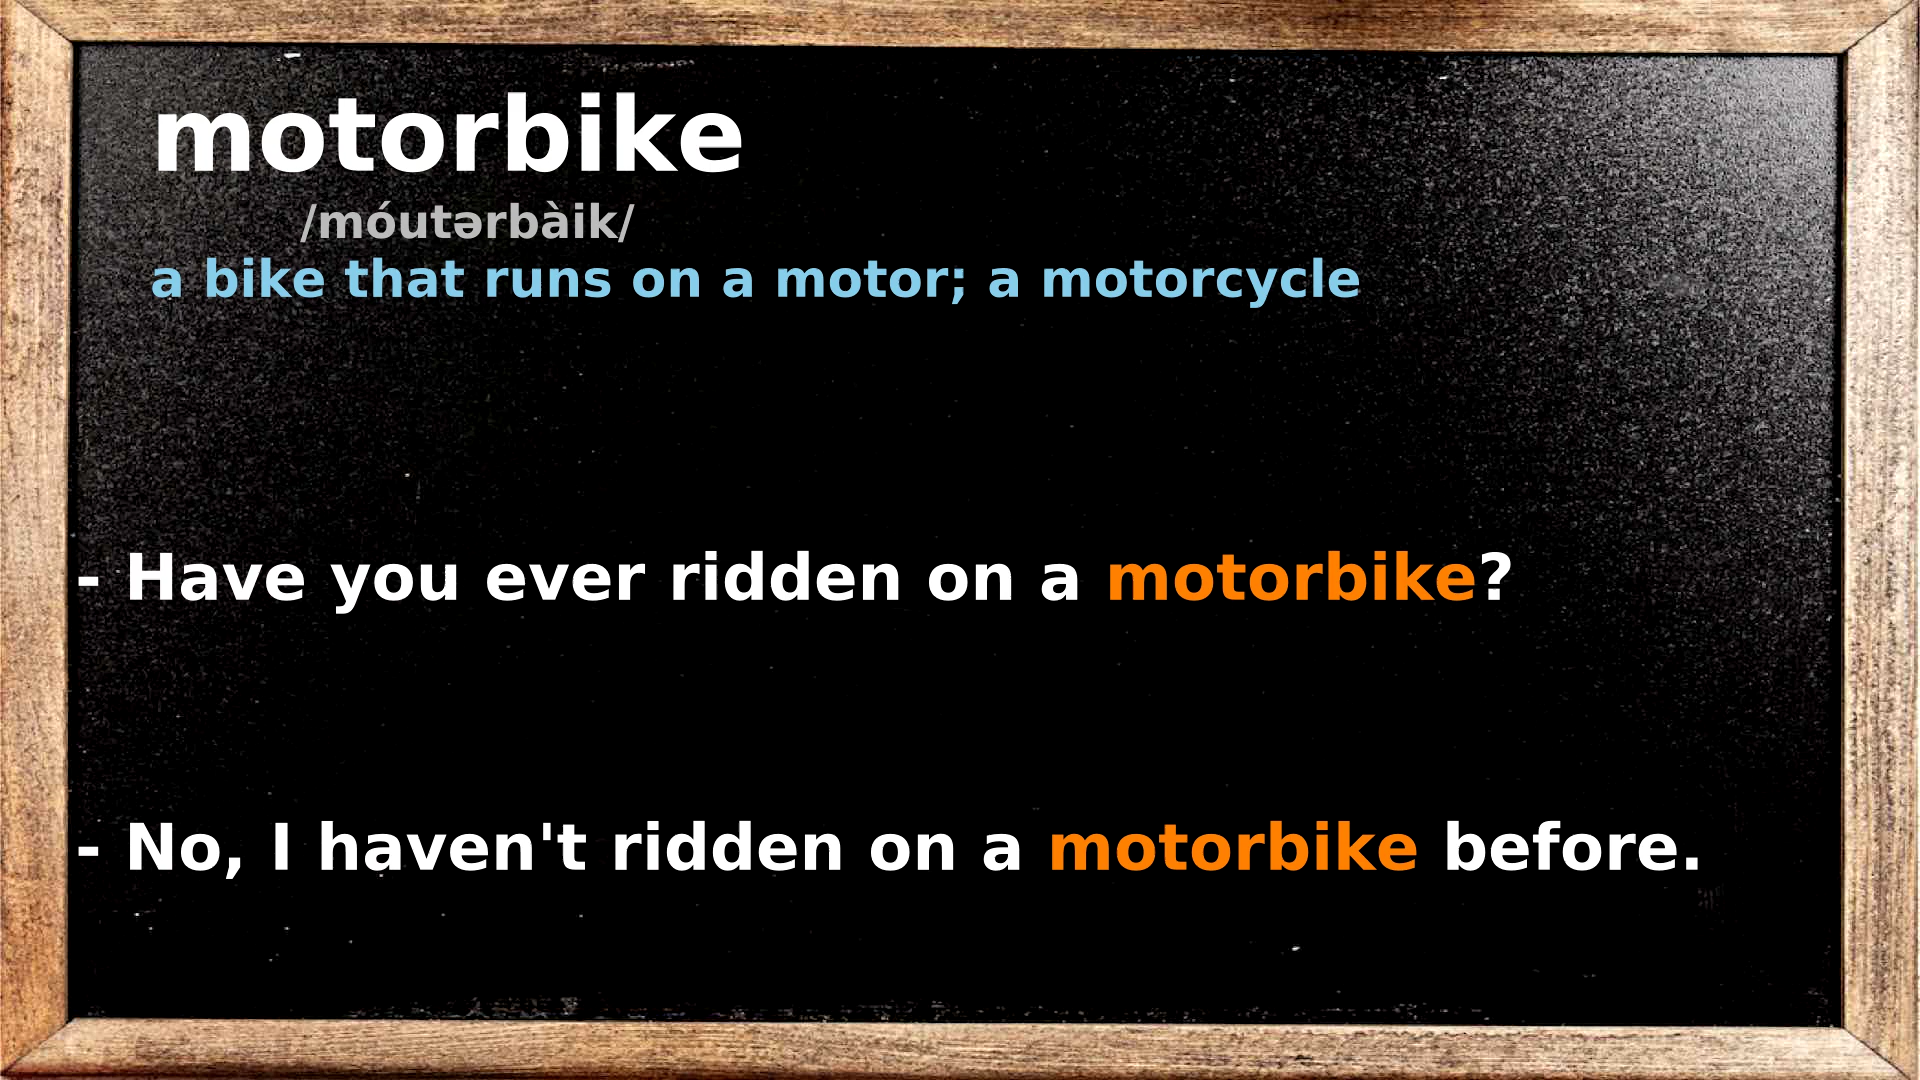 motorbike
/móutərbàik/
a bike that runs on a motor; a motorcycle
- Have you ever ridden on a motorbike?
- No, I haven't ridden on a motorbike before.